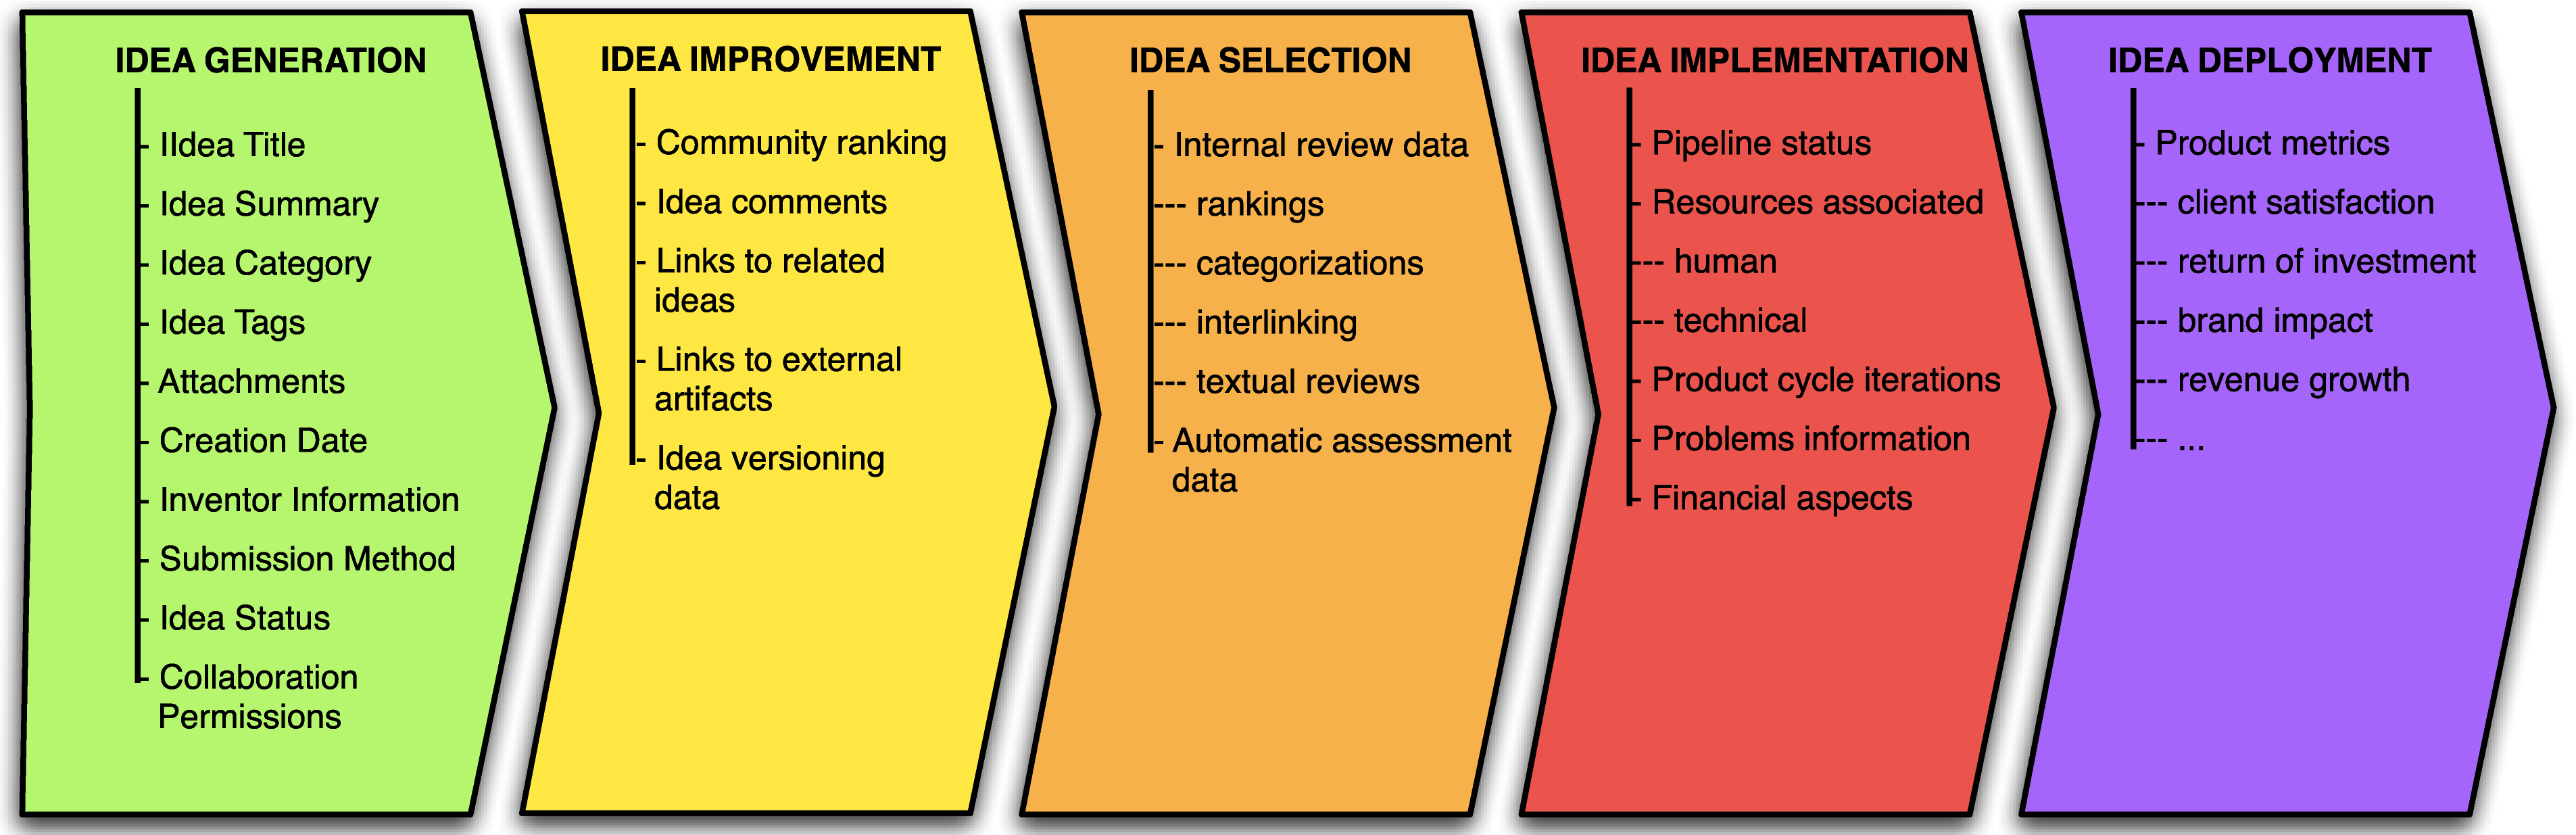 IDEA GENERATION
- IIdea Title
- Idea Summary
- Idea Category
- Idea Tags
- Attachments
- Creation Date
- Inventor Information
- Submission Method
- Idea Status
- Collaboration
Permissions
IDEA IMPROVEMENT
- Community ranking
- Idea comments
- Links to related
ideas
- Links to external
artifacts
- Idea versioning
data
IDEA SELECTION
- Internal review data
--- rankings
--- categorizations
--- interlinking
--- textual reviews
- Automatic assessment
data
IDEA IMPLEMENTATION
- Pipeline status
- Resources associated
--- human
--- technical
- Product cycle iterations
- Problems information
- Financial aspects
IDEA DEPLOYMENT
- Product metrics
--- client satisfaction
--- return of investment
--- brand impact
--- revenue growth
--- ...